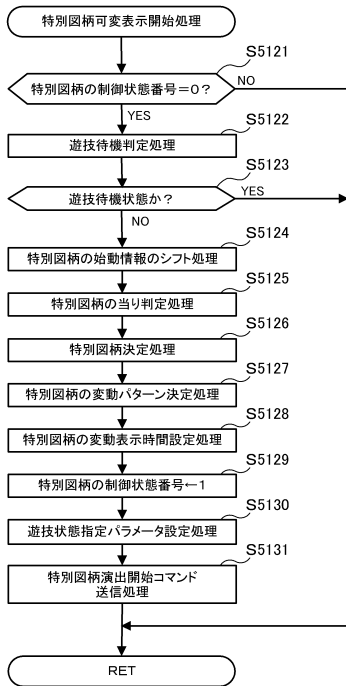 特別図柄可変表示開始処理
S5121
特別図柄の制御状態番号=0?
NO
YES
S5122
遊技待機判定処理
S5123
遊技待機状態か?
YES
NO
S5124
特別図柄の始動情報のシフト処理
S5125
特別図柄の当り判定処理
S5126
特別図柄決定処理
S5127
特別図柄の変動パターン決定処理
S5128
特別図柄の変動表示時間設定処理
S5129
特別図柄の制御状態番号←1
S5130
遊技状態指定パラメータ設定処理
S5131
特別図柄演出開始コマンド
送信処理
RET